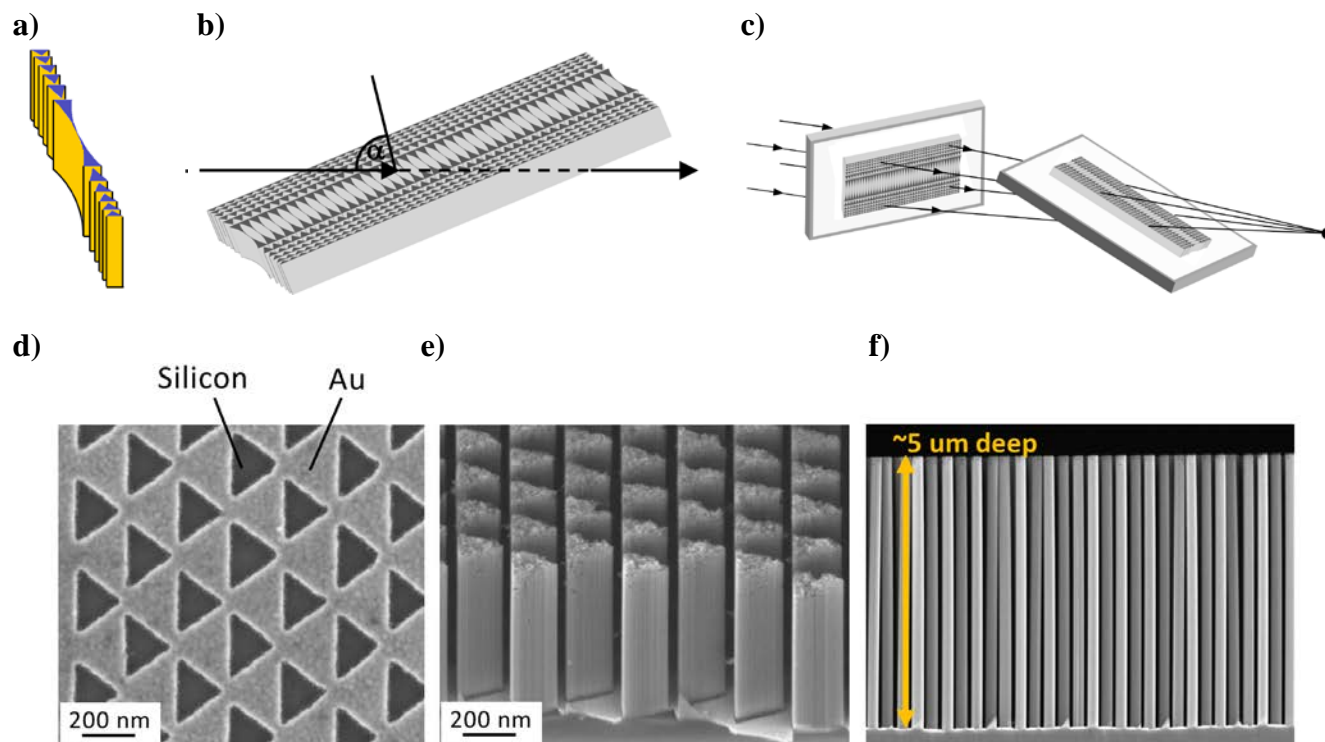 a)
b)
c)
α
d)
e)
f)
Silicon
Au
200 nm
200 nm
~5 um deep